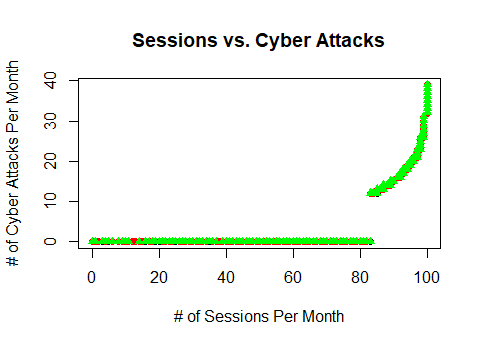 Sessions vs. Cyber Attacks
# of Cyber Attacks Per Month
40
30
20
10
0
0 20 40 60 80 100
# of Sessions Per Month